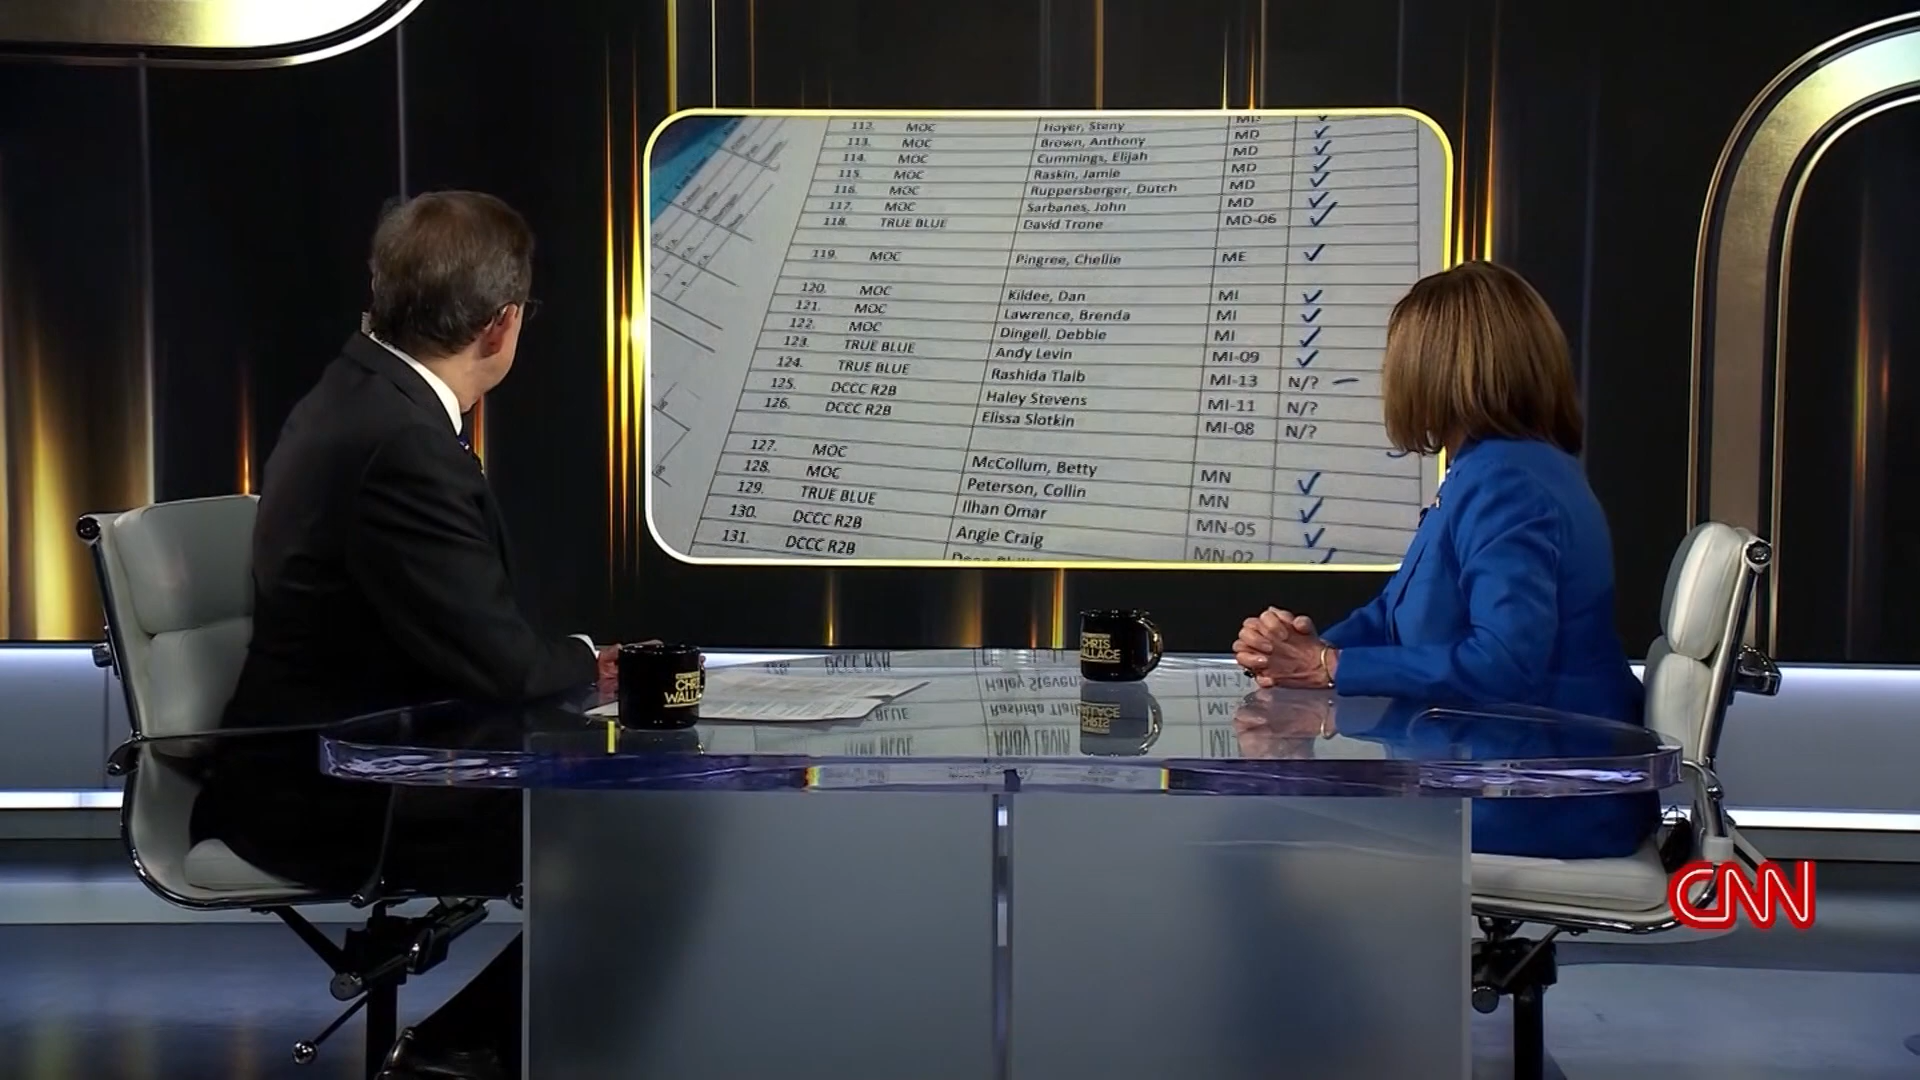 112. MOC Hoyer, Steny MD ✓
113. MOC Brown, Anthony MD ✓
114. MOC Cummings, Elijah MD ✓
115. MOC Raskin, Jamie MD ✓
116. MOC Ruppersberger, Dutch MD ✓
117. MOC Sarbanes, John MD ✓
118. TRUE BLUE David Trone MD-06 ✓
119. MOC Pingree, Chellie ME ✓
120. MOC Kildee, Dan MI ✓
121. MOC Lawrence, Brenda MI ✓
122. MOC Dingell, Debbie MI ✓
123. TRUE BLUE Andy Levin MI-09 ✓
124. TRUE BLUE Rashida Tlaib MI-13 N/? —
125. DCCC R2B Haley Stevens MI-11 N/?
126. DCCC R2B Elissa Slotkin MI-08 N/?
127. MOC McCollum, Betty MN ✓
128. MOC Peterson, Collin MN ✓
129. TRUE BLUE Ilhan Omar MN-05 ✓
130. DCCC R2B Angie Craig MN-02 ✓
131. DCCC R2B
CHRIS
WALLACE
CHRIS
WALLACE
CNN